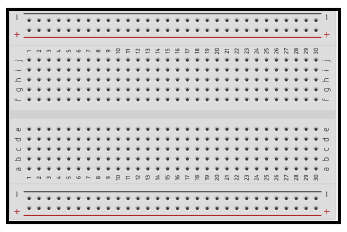 − −
+ +
1 2 3 4 5 6 7 8 9 10 11 12 13 14 15 16 17 18 19 20 21 22 23 24 25 26 27 28 29 30
j j
i i
h h
g g
f f
e e
d d
c c
b b
a a
1 2 3 4 5 6 7 8 9 10 11 12 13 14 15 16 17 18 19 20 21 22 23 24 25 26 27 28 29 30
− −
+ +